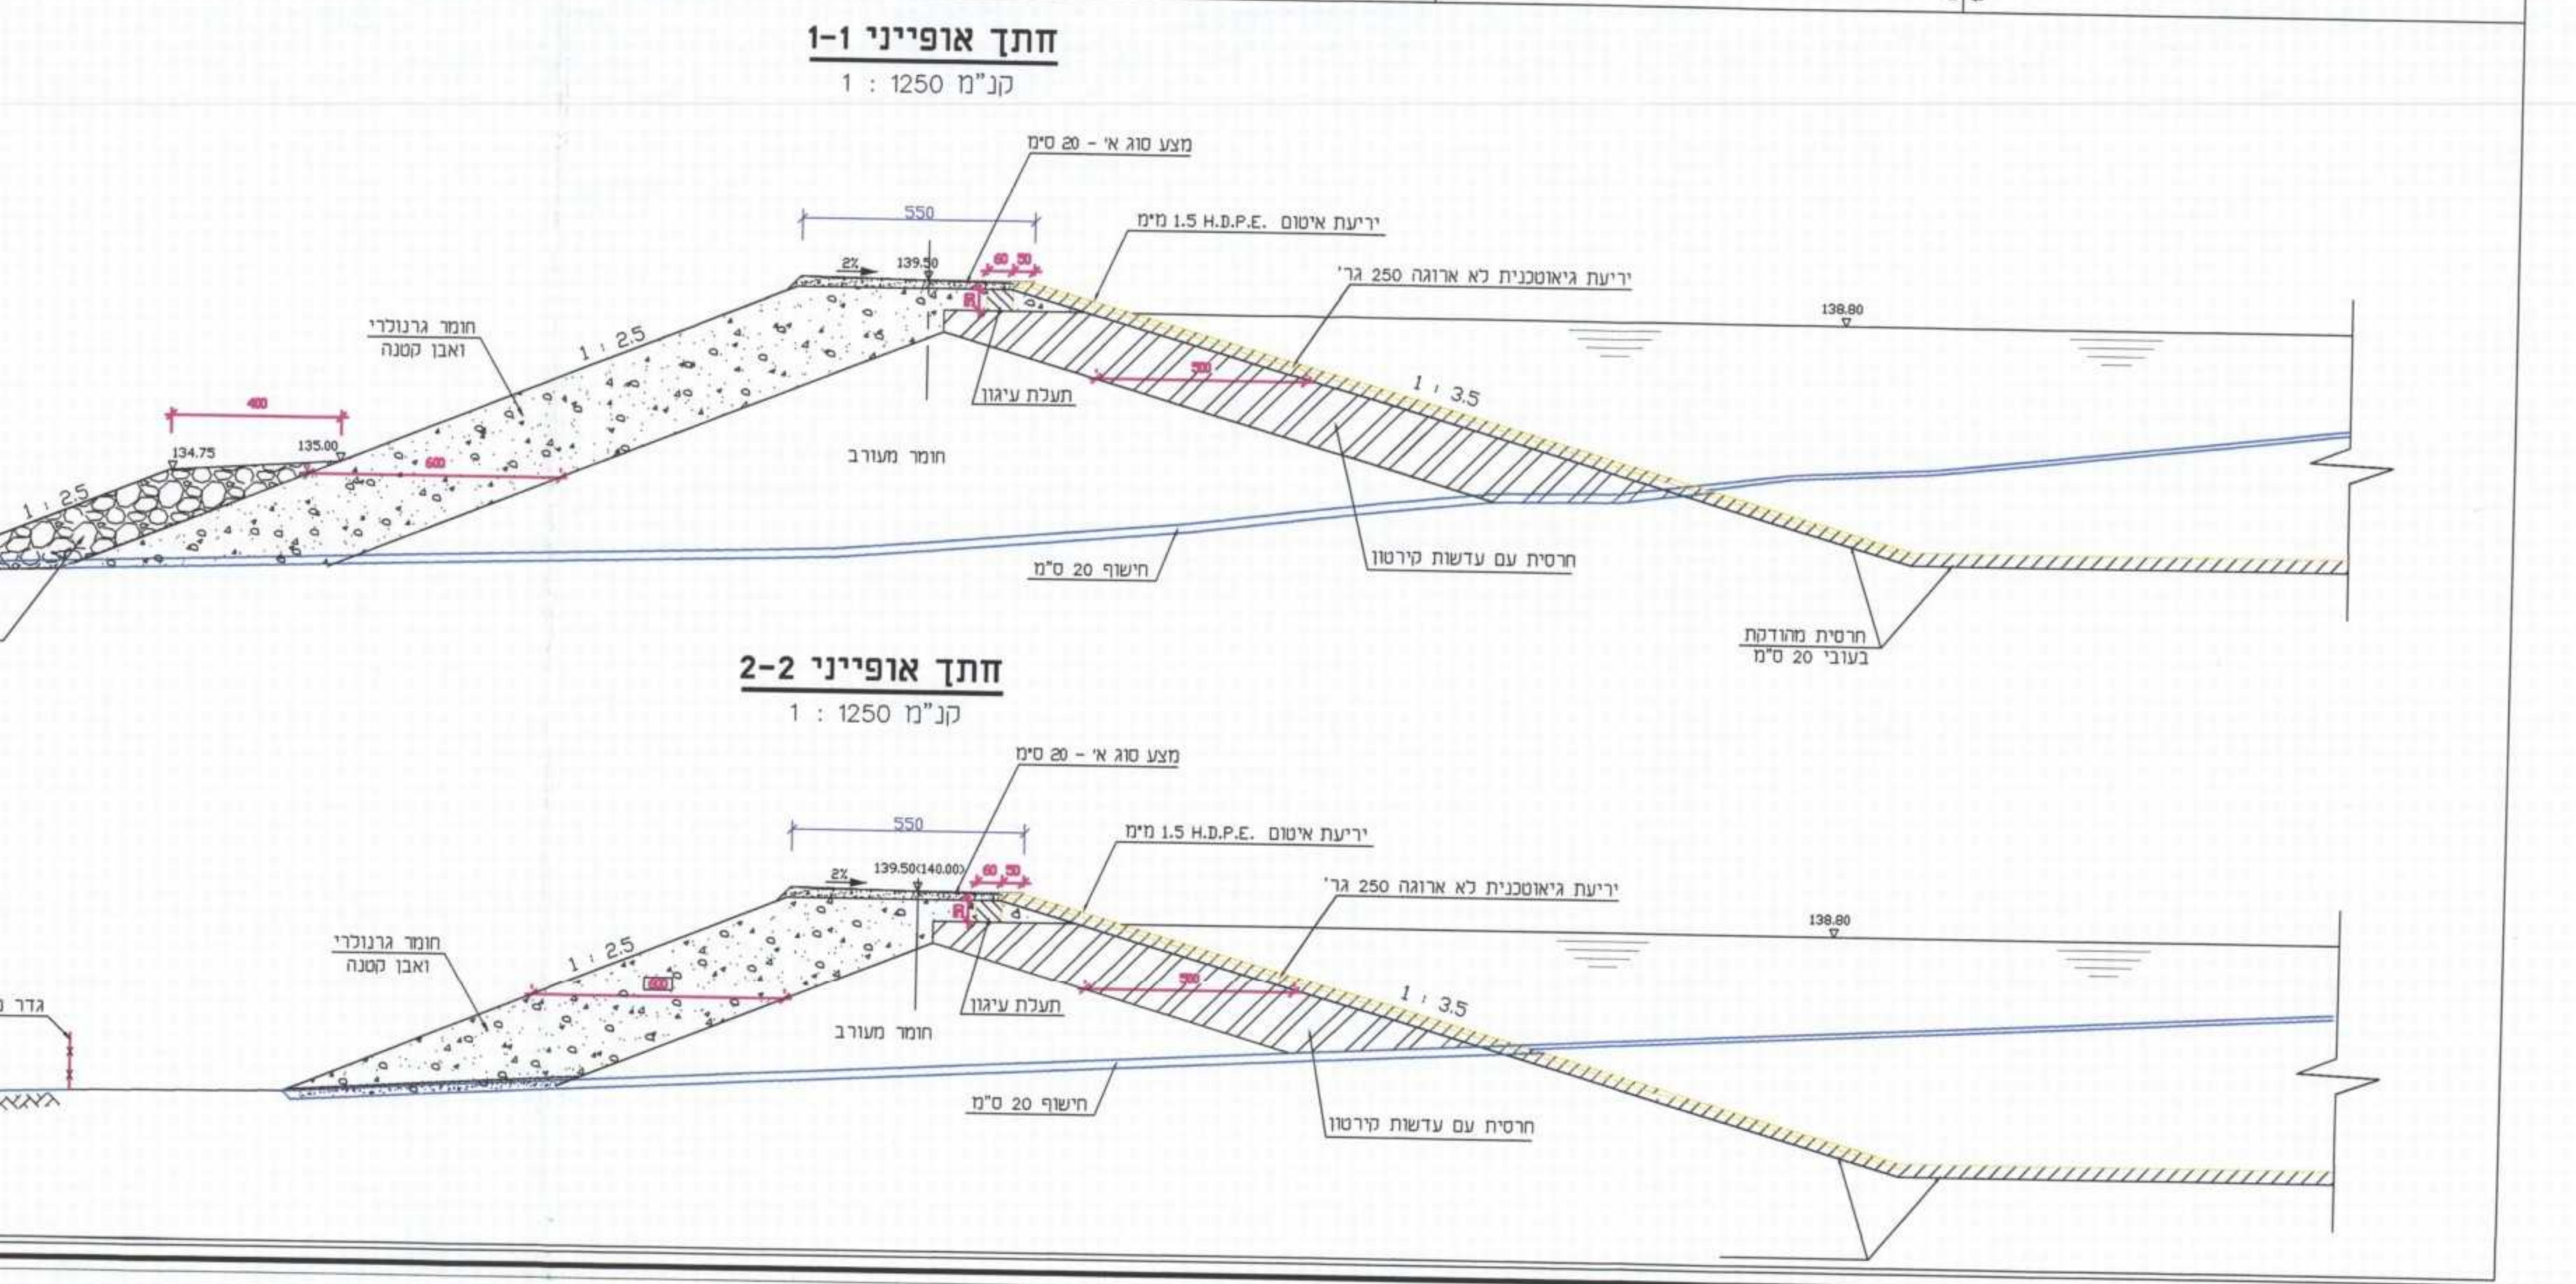 חתך אופייני 1-1
קנ"מ 1250 : 1
מצע סוג א' - 20 ס"מ
550
יריעת איטום H.D.P.E. 1.5 מ"מ
2%
139.50
60
50
יריעת גיאוטכנית לא ארוגה 250 גר'
138.80
חומר גרנולרי
ואבן קטנה
1 : 2.5
תעלת עיגון
500
1 : 3.5
400
134.75
135.00
600
חומר מעורב
1 : 2.5
חישוף 20 ס"מ
חרסית עם עדשות קירטון
חרסית מהודקת
בעובי 20 ס"מ
חתך אופייני 2-2
קנ"מ 1250 : 1
מצע סוג א' - 20 ס"מ
550
יריעת איטום H.D.P.E. 1.5 מ"מ
2%
139.50(140.00)
60
50
יריעת גיאוטכנית לא ארוגה 250 גר'
138.80
חומר גרנולרי
ואבן קטנה
1 : 2.5
600
תעלת עיגון
500
1 : 3.5
גדר
חומר מעורב
חישוף 20 ס"מ
חרסית עם עדשות קירטון